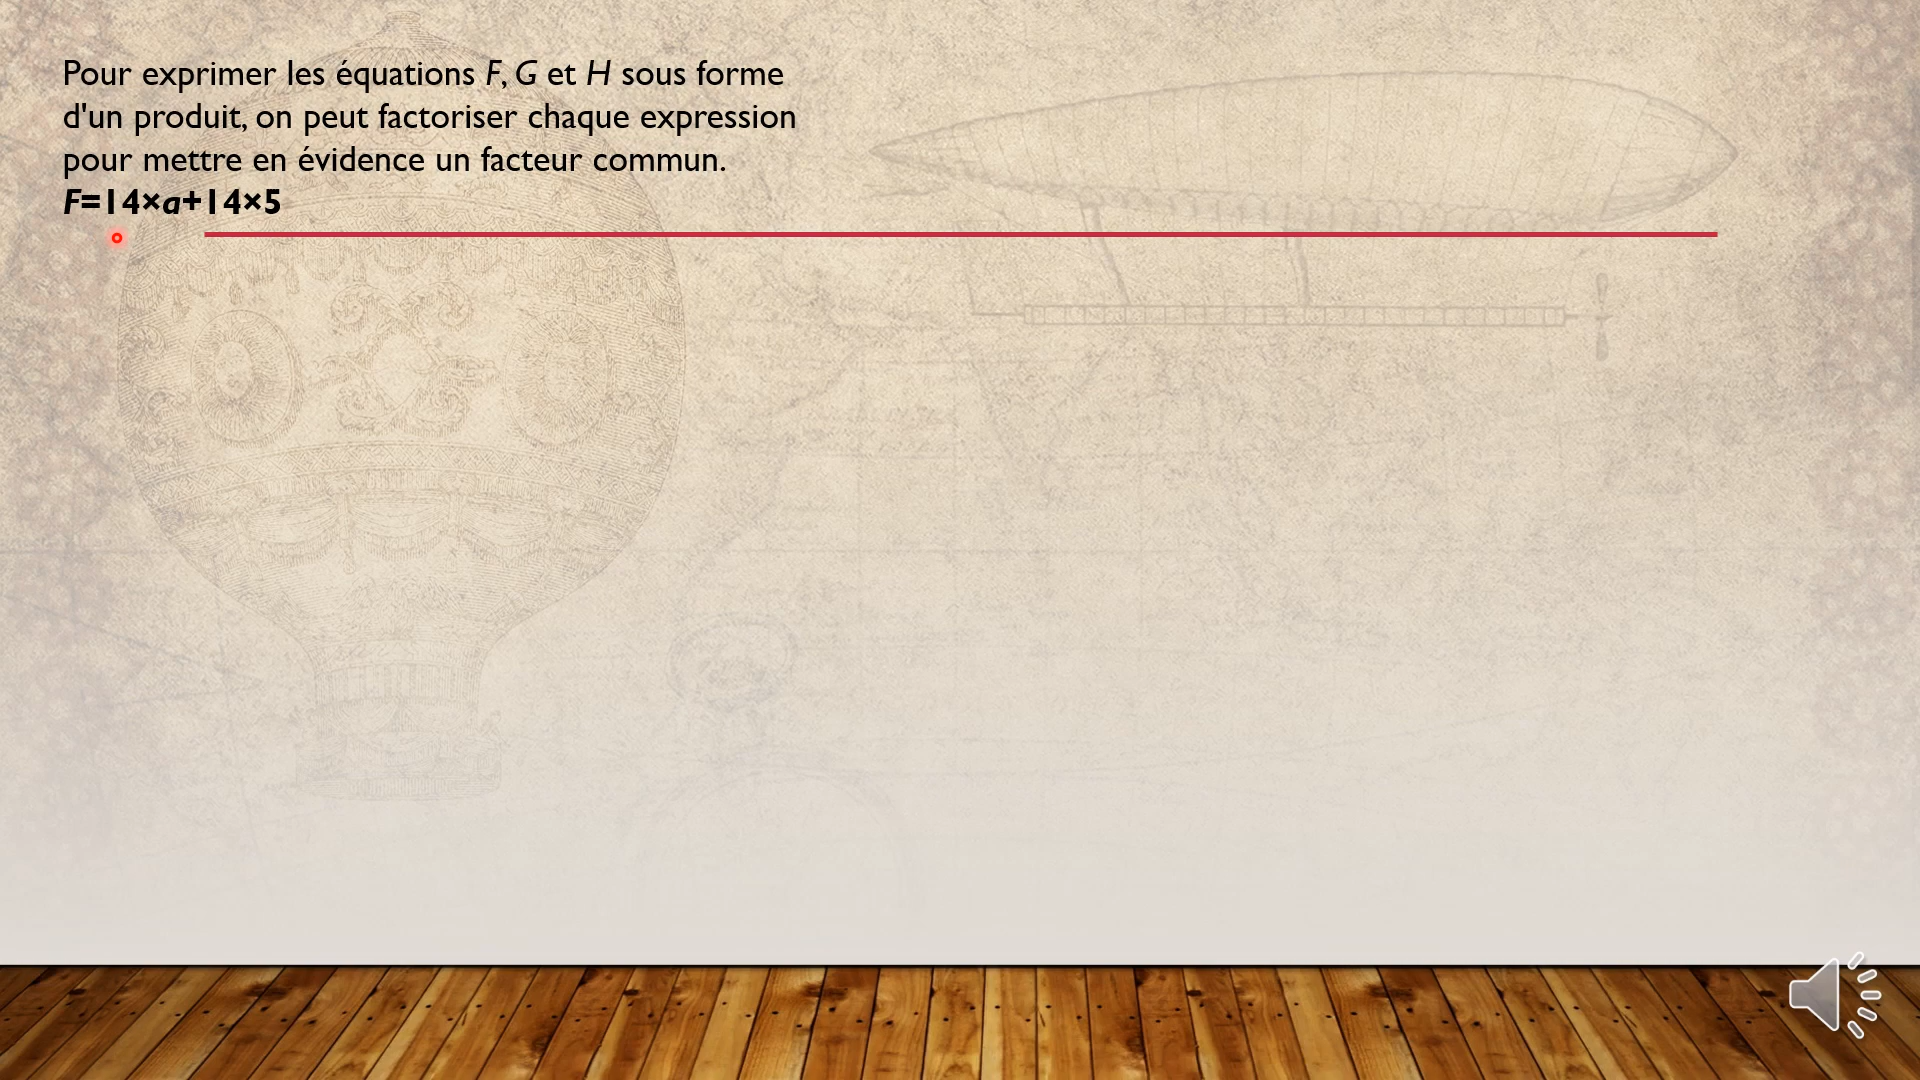 Pour exprimer les équations F, G et H sous forme
d'un produit, on peut factoriser chaque expression
pour mettre en évidence un facteur commun.
F=14×a+14×5